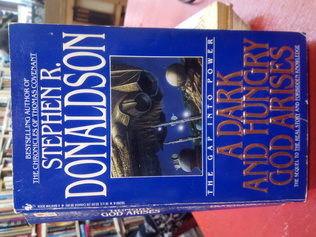 BESTSELLING AUTHOR OF
THE CHRONICLES OF THOMAS COVENANT
STEPHEN R.
DONALDSON
THE GAP INTO POWER
A DARK
AND HUNGRY
GOD ARISES
THE SEQUEL TO THE REAL STORY AND FORBIDDEN KNOWLEDGE
GOD ARISES